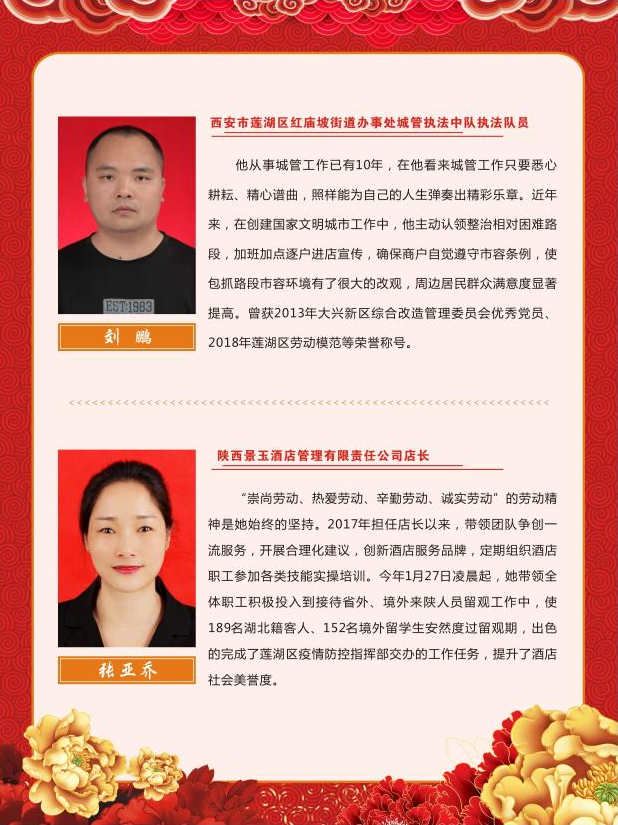 西安市莲湖区红庙坡街道办事处城管执法中队执法队员
他从事城管工作已有10年，在他看来城管工作只要悉心
耕耘、精心谱曲，照样能为自己的人生弹奏出精彩乐章。近年
来，在创建国家文明城市工作中，他主动认领整治相对困难路
段，加班加点逐户进店宣传，确保商户自觉遵守市容条例，使
包抓路段市容环境有了很大的改观，周边居民群众满意度显著
提高。曾获2013年大兴新区综合改造管理委员会优秀党员、
2018年莲湖区劳动模范等荣誉称号。
EST.1983
刘 鹏
陕西景玉酒店管理有限责任公司店长
“崇尚劳动、热爱劳动、辛勤劳动、诚实劳动”的劳动精
神是她始终的坚持。2017年担任店长以来，带领团队争创一
流服务，开展合理化建议，创新酒店服务品牌，定期组织酒店
职工参加各类技能实操培训。今年1月27日凌晨起，她带领全
体职工积极投入到接待省外、境外来陕人员留观工作中，使
189名湖北籍客人、152名境外留学生安然度过留观期，出色
的完成了莲湖区疫情防控指挥部交办的工作任务，提升了酒店
社会美誉度。
张亚乔